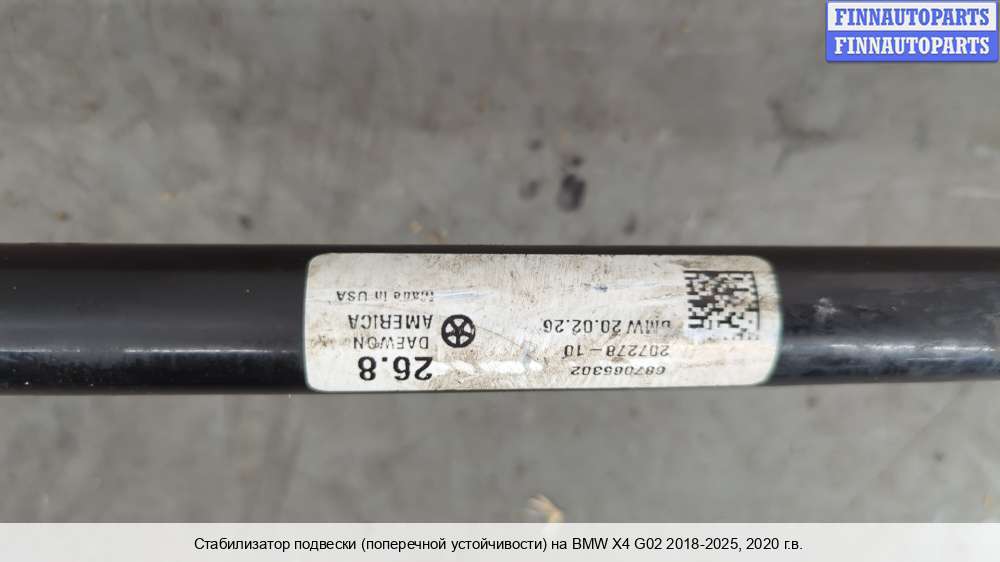 FINNAUTOPARTS
FINNAUTOPARTS
687065302
207278-10
BMW 20.02.26
26.8
DAEWON
AMERICA
Made in USA
Стабилизатор подвески (поперечной устойчивости) на BMW X4 G02 2018-2025, 2020 г.в.